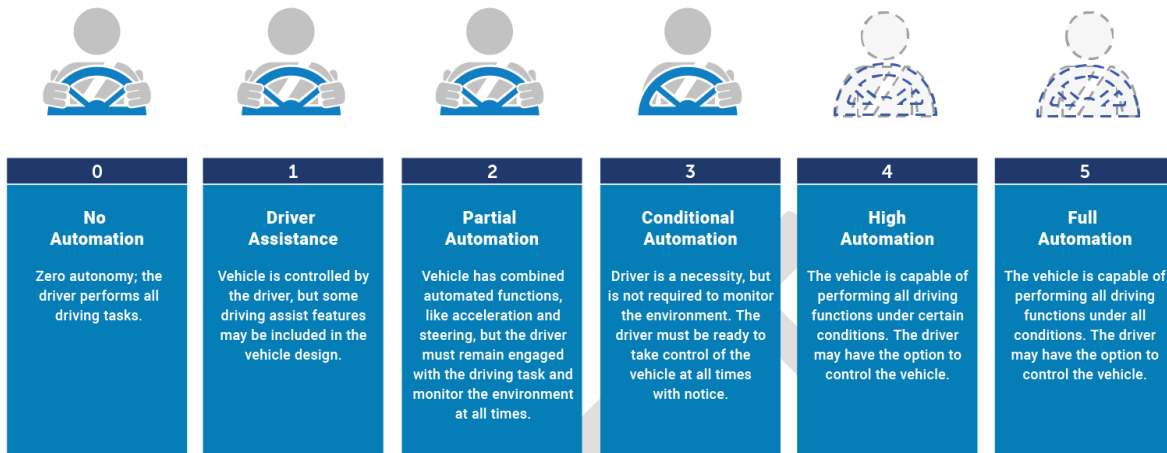 0
No
Automation
Zero autonomy; the
driver performs all
driving tasks.
1
Driver
Assistance
Vehicle is controlled by
the driver, but some
driving assist features
may be included in the
vehicle design.
2
Partial
Automation
Vehicle has combined
automated functions,
like acceleration and
steering, but the driver
must remain engaged
with the driving task and
monitor the environment
at all times.
3
Conditional
Automation
Driver is a necessity, but
is not required to monitor
the environment. The
driver must be ready to
take control of the
vehicle at all times
with notice.
4
High
Automation
The vehicle is capable of
performing all driving
functions under certain
conditions. The driver
may have the option to
control the vehicle.
5
Full
Automation
The vehicle is capable of
performing all driving
functions under all
conditions. The driver
may have the option to
control the vehicle.